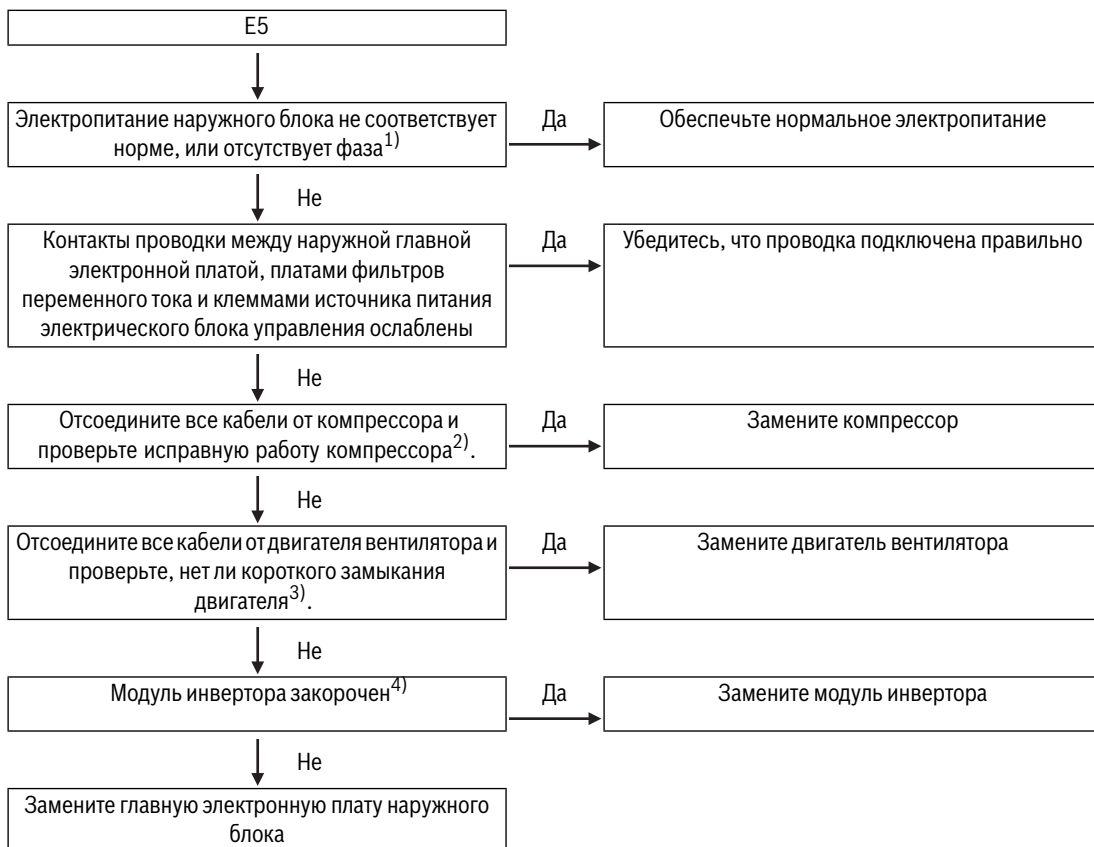 E5
Электропитание наружного блока не соответствует
норме, или отсутствует фаза1)
Да
Обеспечьте нормальное электропитание
Не
Контакты проводки между наружной главной
электронной платой, платами фильтров
переменного тока и клеммами источника питания
электрического блока управления ослаблены
Да
Убедитесь, что проводка подключена правильно
Не
Отсоедините все кабели от компрессора и
проверьте исправную работу компрессора2).
Да
Замените компрессор
Не
Отсоедините все кабели от двигателя вентилятора и
проверьте, нет ли короткого замыкания
двигателя3).
Да
Замените двигатель вентилятора
Не
Модуль инвертора закорочен4)
Да
Замените модуль инвертора
Не
Замените главную электронную плату наружного
блока